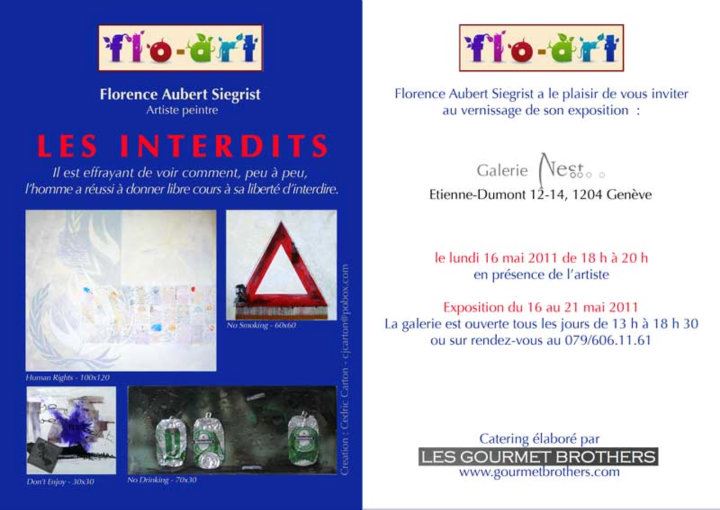 flo-art
Florence Aubert Siegrist
Artiste peintre
LES INTERDITS
Il est effrayant de voir comment, peu à peu,
l'homme a réussi à donner libre cours à sa liberté d'interdire.
No Smoking - 60x60
Human Rights - 100x120
Don't Enjoy - 30x30
No Drinking - 70x30
Creation : Cedric Carton - cjcarton@pobox.com
flo-art
Florence Aubert Siegrist a le plaisir de vous inviter
au vernissage de son exposition :
Galerie Nest
Etienne-Dumont 12-14, 1204 Genève
le lundi 16 mai 2011 de 18 h à 20 h
en présence de l'artiste
Exposition du 16 au 21 mai 2011
La galerie est ouverte tous les jours de 13 h à 18 h 30
ou sur rendez-vous au 079/606.11.61
Catering élaboré par
LES GOURMET BROTHERS
www.gourmetbrothers.com